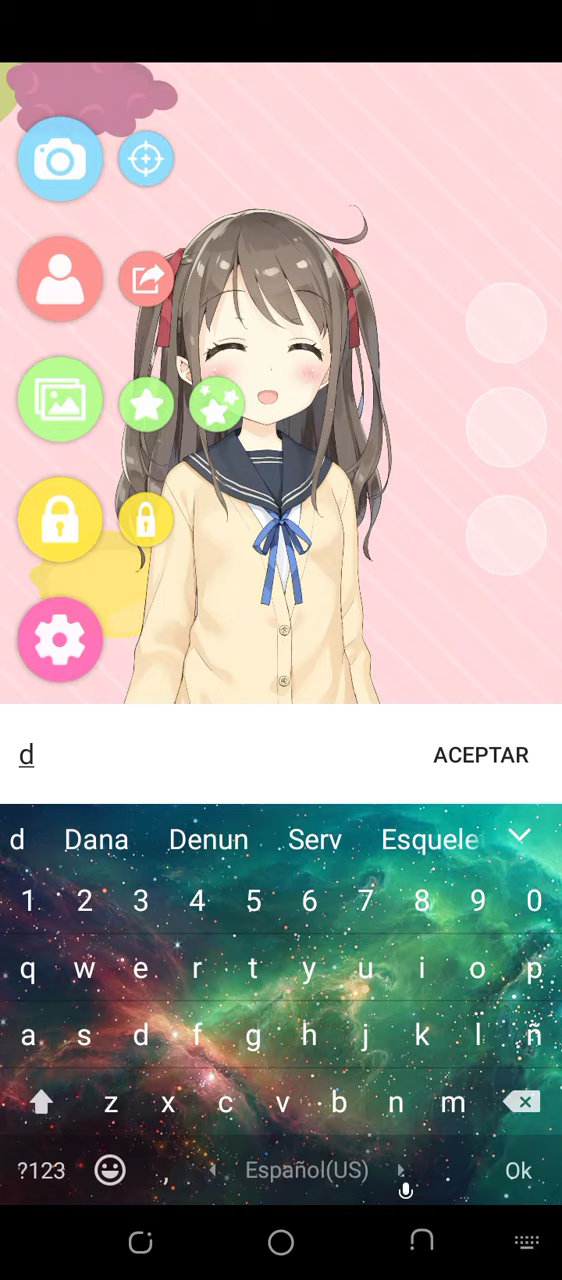 d
ACEPTAR
d Dana Denun Serv Esquele
1 2 3 4 5 6 7 8 9 0
q w e r t y u i o p
a s d f g h j k l ñ
z x c v b n m
?123 , Español(US) Ok